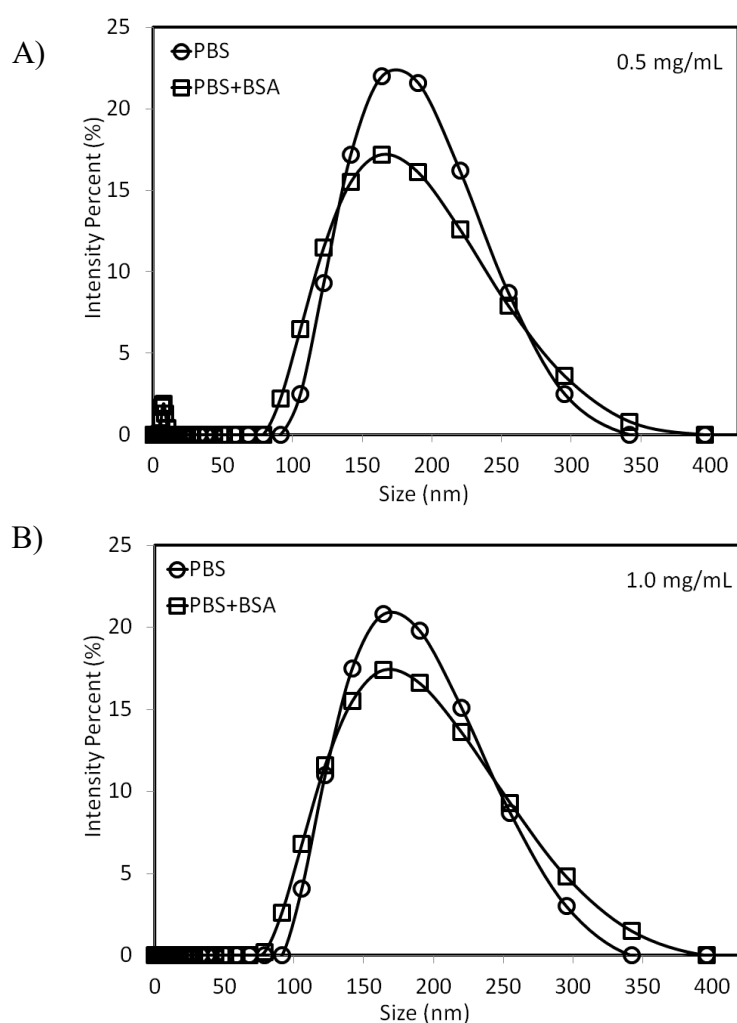 A)
25
20
15
10
5
0
Intensity Percent (%)
PBS
PBS+BSA
0.5 mg/mL
0 50 100 150 200 250 300 350 400
Size (nm)
B)
25
20
15
10
5
0
Intensity Percent (%)
PBS
PBS+BSA
1.0 mg/mL
0 50 100 150 200 250 300 350 400
Size (nm)